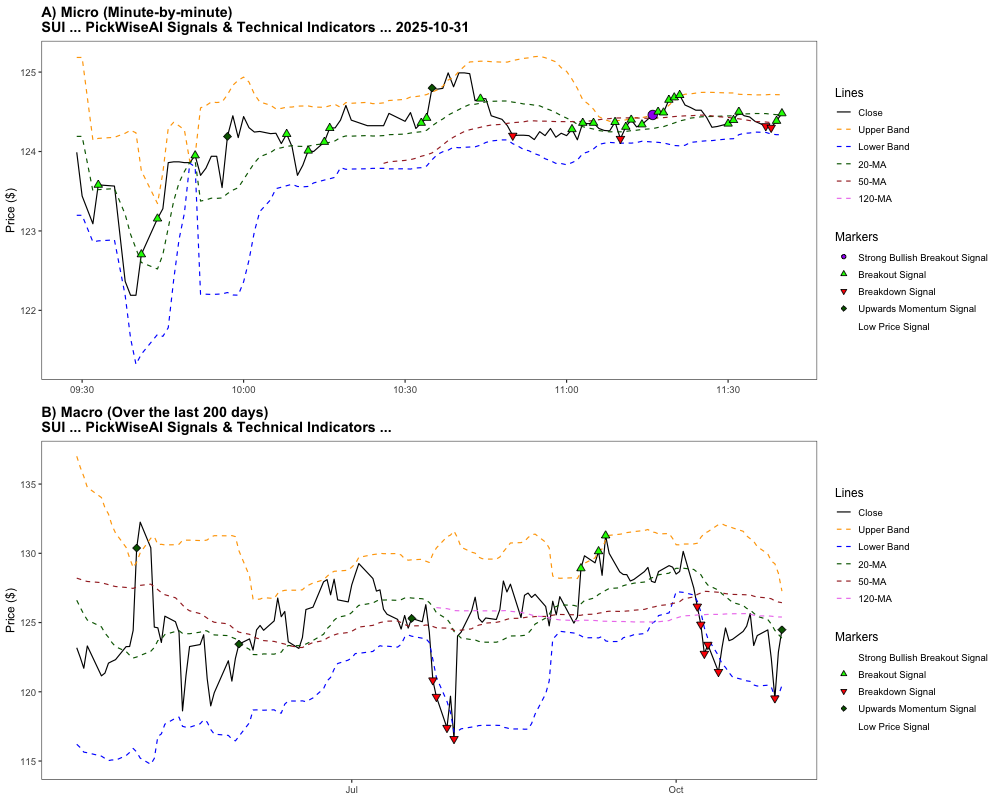 A) Micro (Minute-by-minute)
SUI ... PickWiseAI Signals & Technical Indicators ... 2025-10-31
Price ($)
125
124
123
122
09:30
10:00
10:30
11:00
11:30
Lines
Close
Upper Band
Lower Band
20-MA
50-MA
120-MA
Markers
Strong Bullish Breakout Signal
Breakout Signal
Breakdown Signal
Upwards Momentum Signal
Low Price Signal
B) Macro (Over the last 200 days)
SUI ... PickWiseAI Signals & Technical Indicators ...
Price ($)
135
130
125
120
115
Jul
Oct
Lines
Close
Upper Band
Lower Band
20-MA
50-MA
120-MA
Markers
Strong Bullish Breakout Signal
Breakout Signal
Breakdown Signal
Upwards Momentum Signal
Low Price Signal